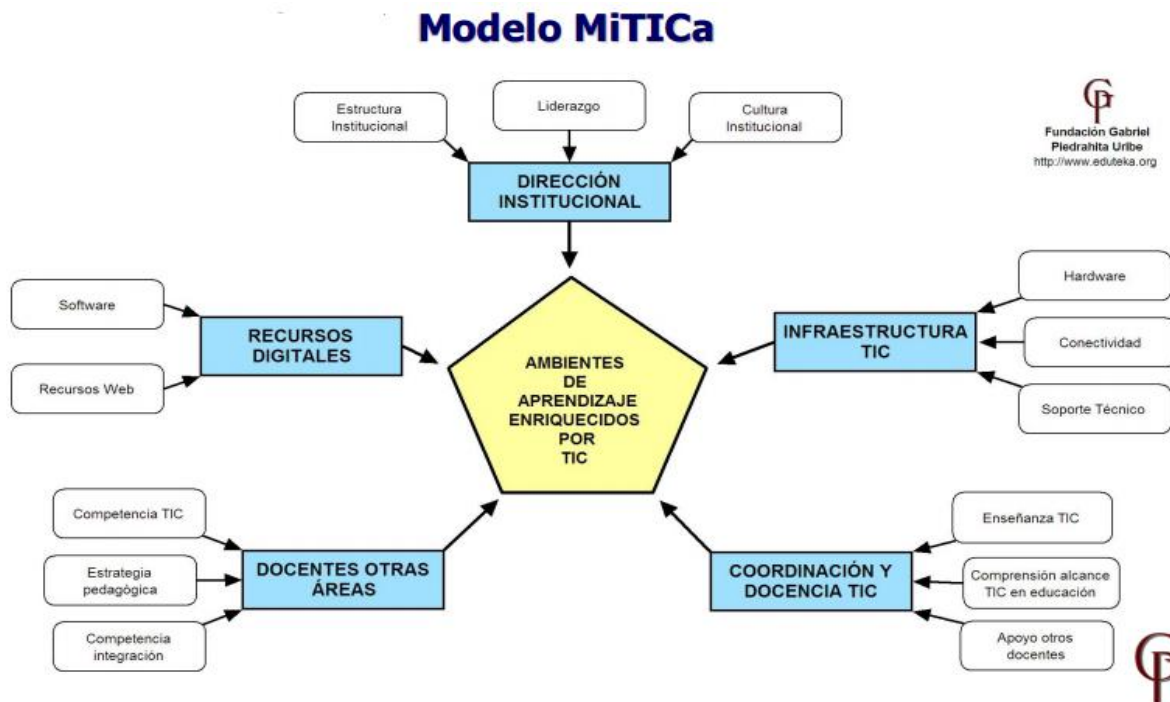 Modelo MiTICa
Estructura
Institucional
Liderazgo
Cultura
Institucional
Fundación Gabriel
Piedrahita Uribe
http://www.eduteka.org
DIRECCIÓN
INSTITUCIONAL
Software
Recursos Web
RECURSOS
DIGITALES
AMBIENTES
DE
APRENDIZAJE
ENRIQUECIDOS
POR
TIC
INFRAESTRUCTURA
TIC
Hardware
Conectividad
Soporte Técnico
Competencia TIC
Estrategia
pedagógica
Competencia
integración
DOCENTES OTRAS
ÁREAS
COORDINACIÓN Y
DOCENCIA TIC
Enseñanza TIC
Comprensión alcance
TIC en educación
Apoyo otros
docentes